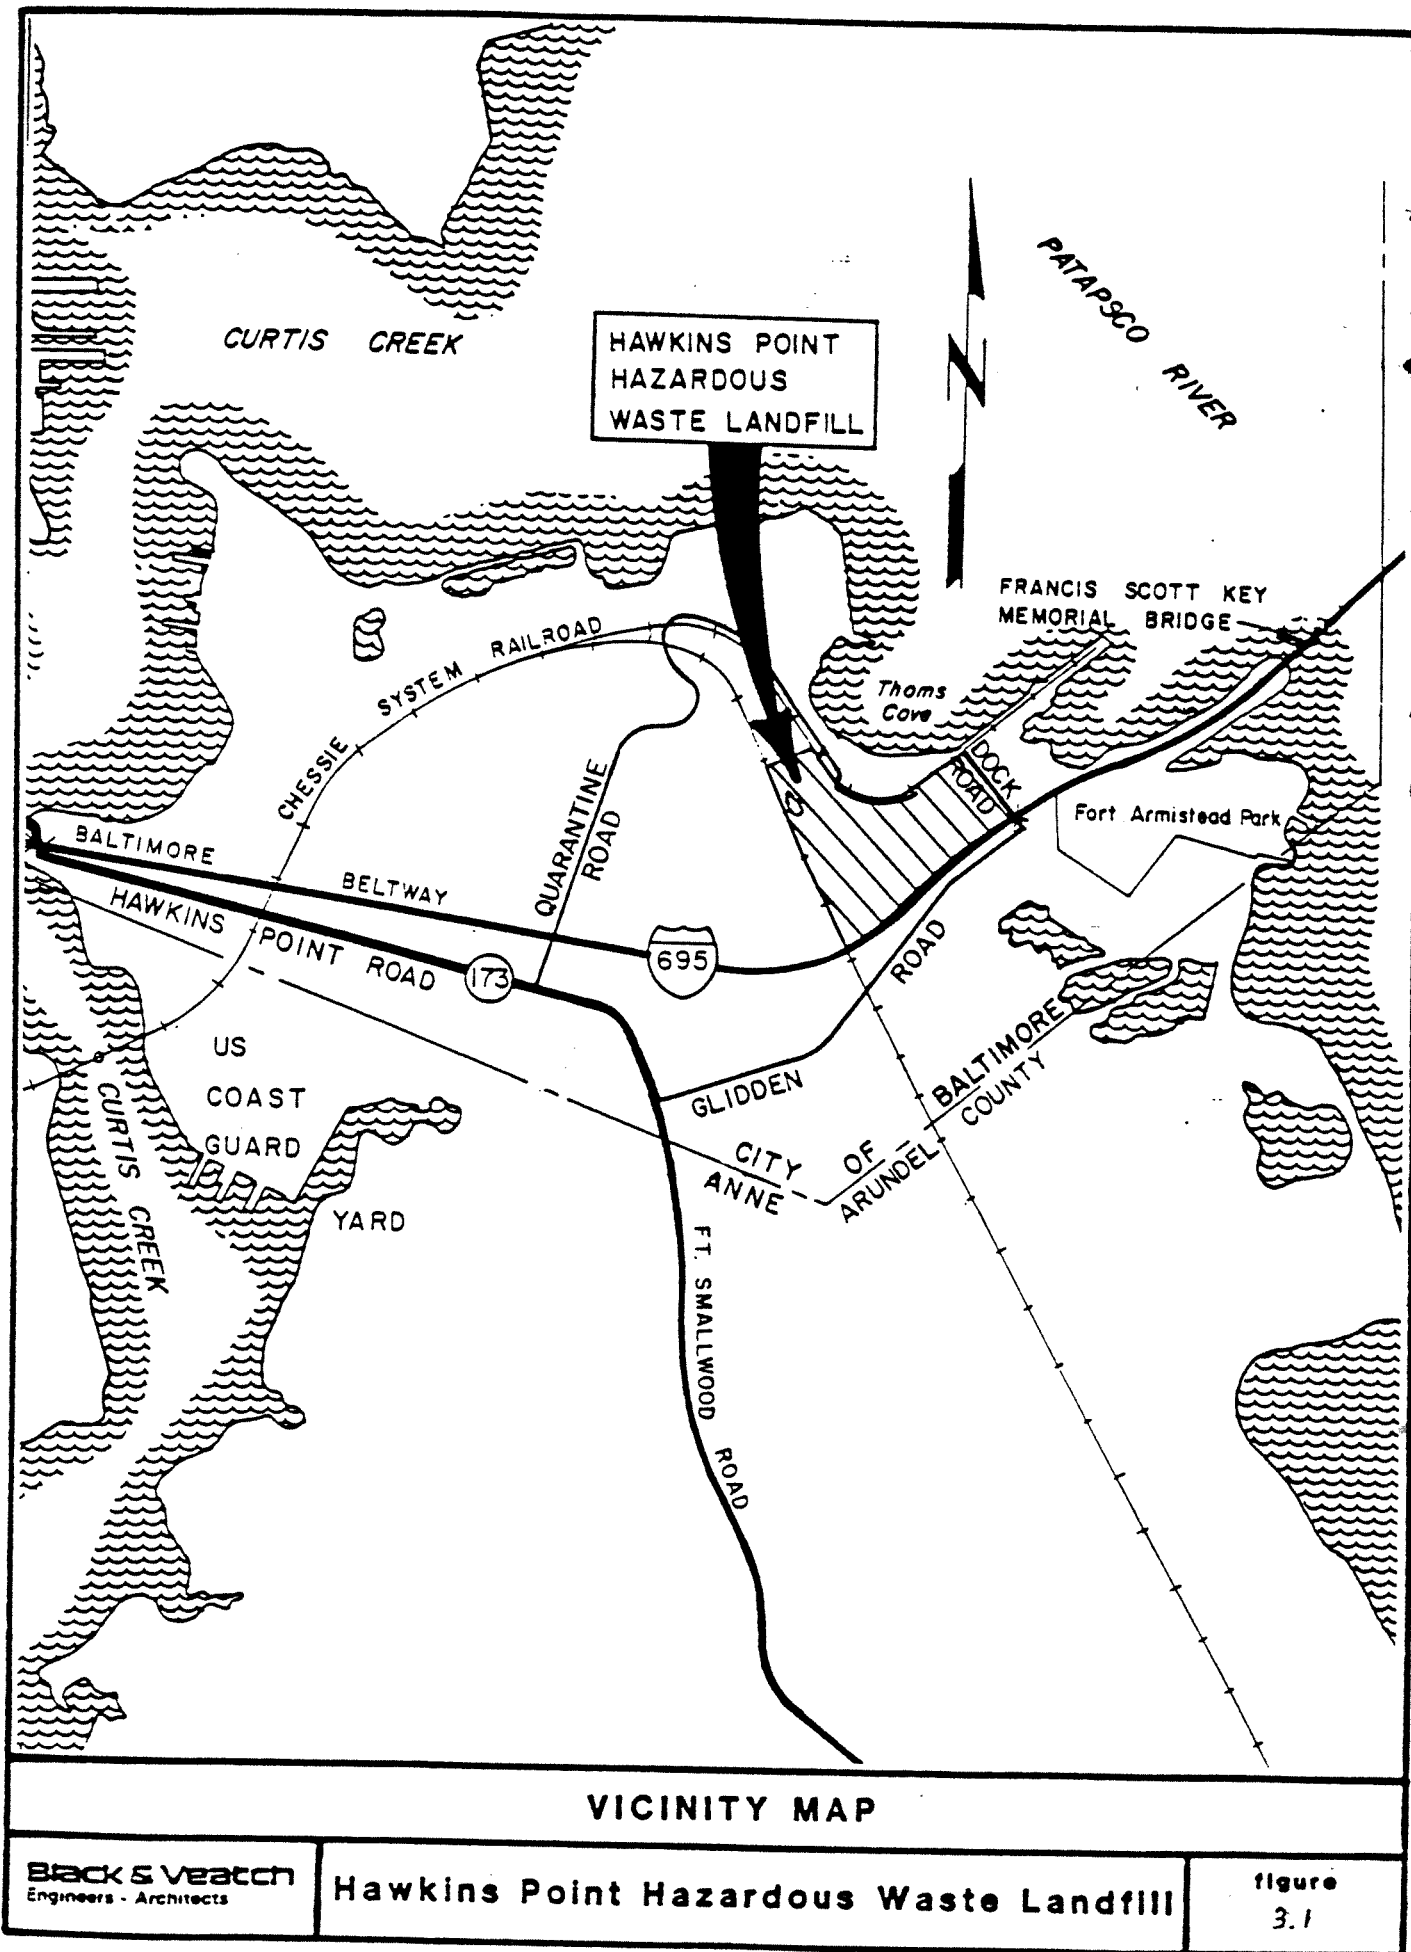 PATAPSCO RIVER
CURTIS CREEK
HAWKINS POINT
HAZARDOUS
WASTE LANDFILL
N
FRANCIS SCOTT KEY
MEMORIAL BRIDGE
CHESSIE SYSTEM RAILROAD
Thoms
Cove
DOCK
ROAD
QUARANTINE
ROAD
Fort Armistead Park
BALTIMORE BELTWAY
HAWKINS POINT ROAD
173
695
GLIDDEN ROAD
US
COAST
GUARD
YARD
CURTIS CREEK
CITY OF BALTIMORE
ANNE ARUNDEL COUNTY
FT. SMALLWOOD ROAD
VICINITY MAP
Black & Veatch
Engineers - Architects
Hawkins Point Hazardous Waste Landfill
figure
3.1